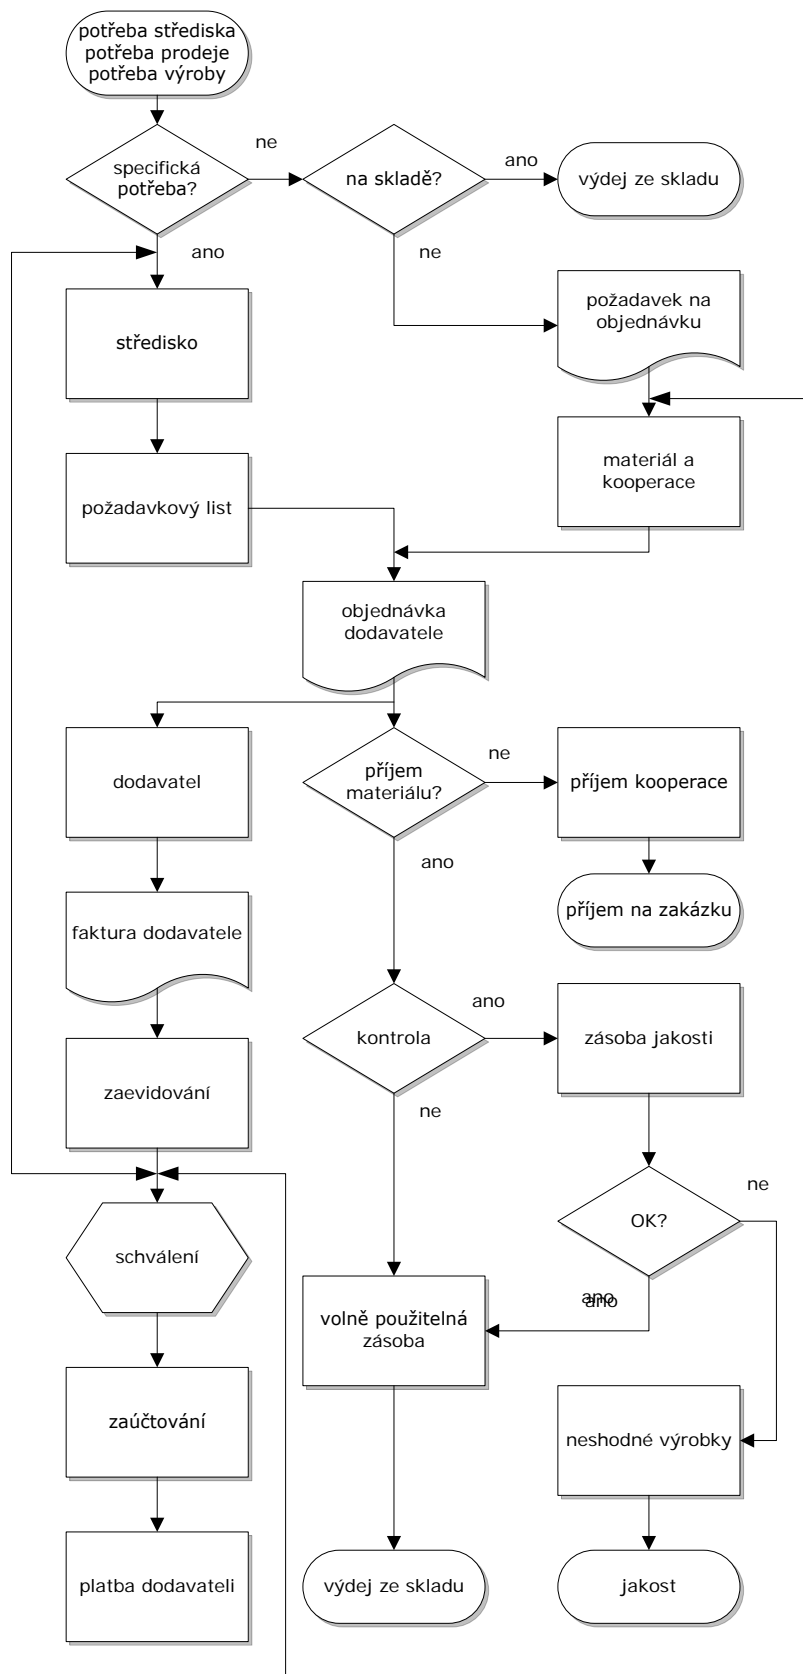 potřeba střediska
potřeba prodeje
potřeba výroby
specifická
potřeba?
ne
na skladě?
ano
výdej ze skladu
ano
ne
požadavek na
objednávku
středisko
materiál a
kooperace
požadavkový list
objednávka
dodavatele
dodavatel
příjem
materiálu?
ne
příjem kooperace
ano
příjem na zakázku
faktura dodavatele
kontrola
ano
zásoba jakosti
zaevidování
ne
OK?
ne
schválení
ano
ano
volně použitelná
zásoba
zaúčtování
neshodné výrobky
platba dodavateli
výdej ze skladu
jakost